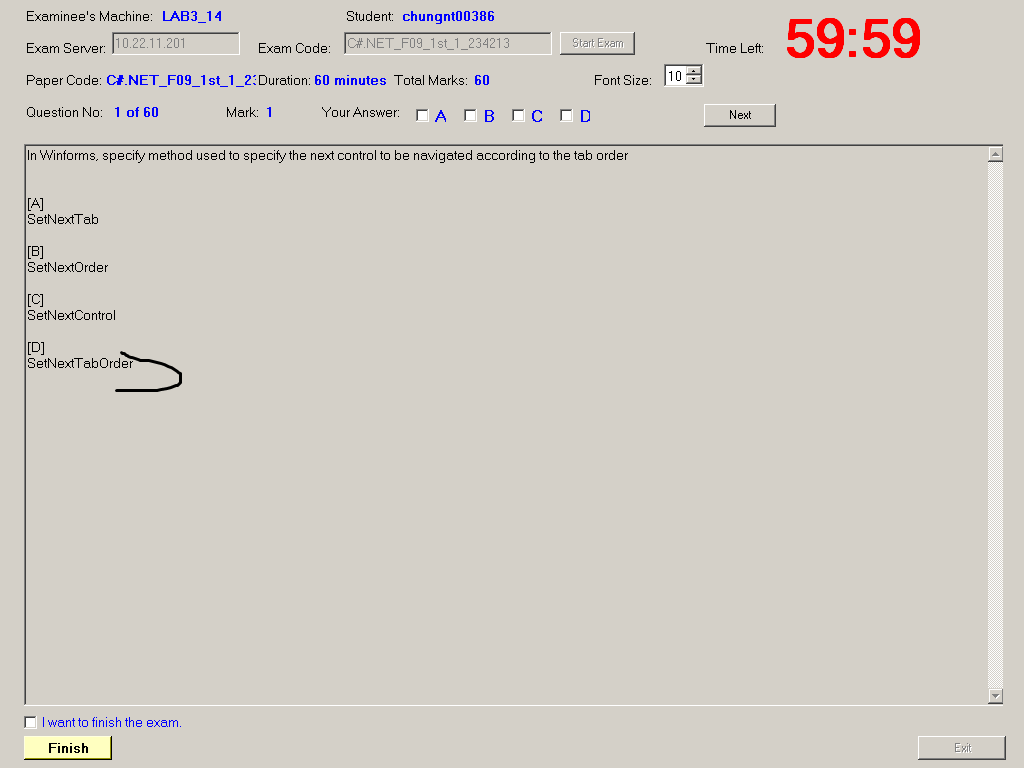 Examinee's Machine: LAB3_14 Student: chungnt00386
59:59
Exam Server: 10.22.11.201 Exam Code: C#.NET_F09_1st_1_234213 Start Exam Time Left:
Paper Code: C#.NET_F09_1st_1_23 Duration: 60 minutes Total Marks: 60 Font Size: 10
Question No: 1 of 60 Mark: 1 Your Answer: A B C D Next
In Winforms, specify method used to specify the next control to be navigated according to the tab order
[A]
SetNextTab
[B]
SetNextOrder
[C]
SetNextControl
[D]
SetNextTabOrder
I want to finish the exam.
Finish Exit